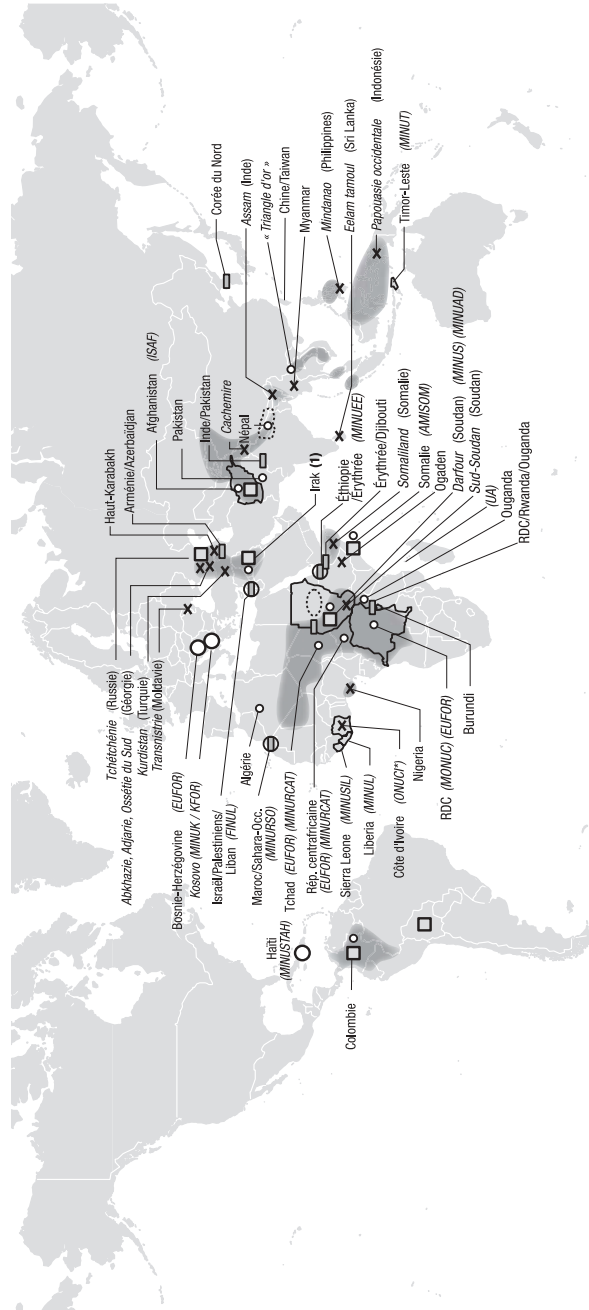 Corée du Nord
Assam (Inde)
« Triangle d'or »
Chine/Taiwan
Myanmar
Mindanao (Philippines)
Eelam tamoul (Sri Lanka)
Papouasie occidentale (Indonésie)
Timor-Leste (MINUT)
Haut-Karabakh
Arménie/Azerbaïdjan
Afghanistan (ISAF)
Pakistan
Inde/Pakistan
Cachemire
Népal
Irak (1)
Éthiopie
/Érythrée (MINUEE)
Érythrée/Djibouti
Somaliland (Somalie)
Somalie (AMISOM)
Ogaden
Darfour (Soudan) (MINUS) (MINUAD)
Sud-Soudan (Soudan)
(UA)
Ouganda
RDC/Rwanda/Ouganda
Tchétchénie (Russie)
Abkhazie, Adjarie, Ossétie du Sud (Géorgie)
Kurdistan (Turquie)
Transnistrie (Moldavie)
Bosnie-Herzégovine (EUFOR)
Kosovo (MINUK / KFOR)
Israël/Palestiniens/
Liban (FINUL)
Algérie
Maroc/Sahara-Occ.
(MINURSO)
Tchad (EUFOR) (MINURCAT)
Rép. centrafricaine
(EUFOR) (MINURCAT)
Sierra Leone (MINUSIL)
Liberia (MINUL)
Côte d'Ivoire (ONUCI*)
Nigeria
RDC (MONUC) (EUFOR)
Burundi
Haïti
(MINUSTAH)
Colombie